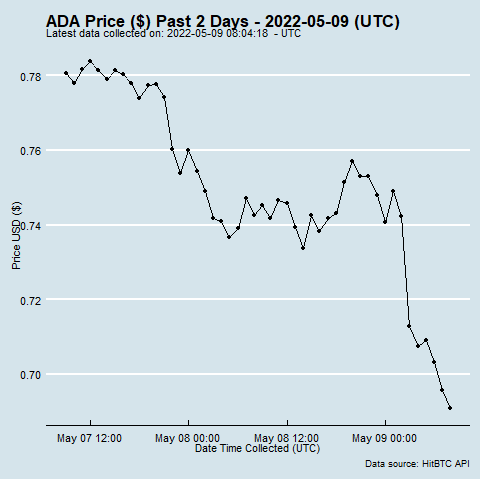 ADA Price ($) Past 2 Days - 2022-05-09 (UTC)
Latest data collected on: 2022-05-09 08:04:18 - UTC
0.78
0.76
0.74
0.72
0.70
Price USD ($)
May 07 12:00
May 08 00:00
May 08 12:00
May 09 00:00
Date Time Collected (UTC)
Data source: HitBTC API